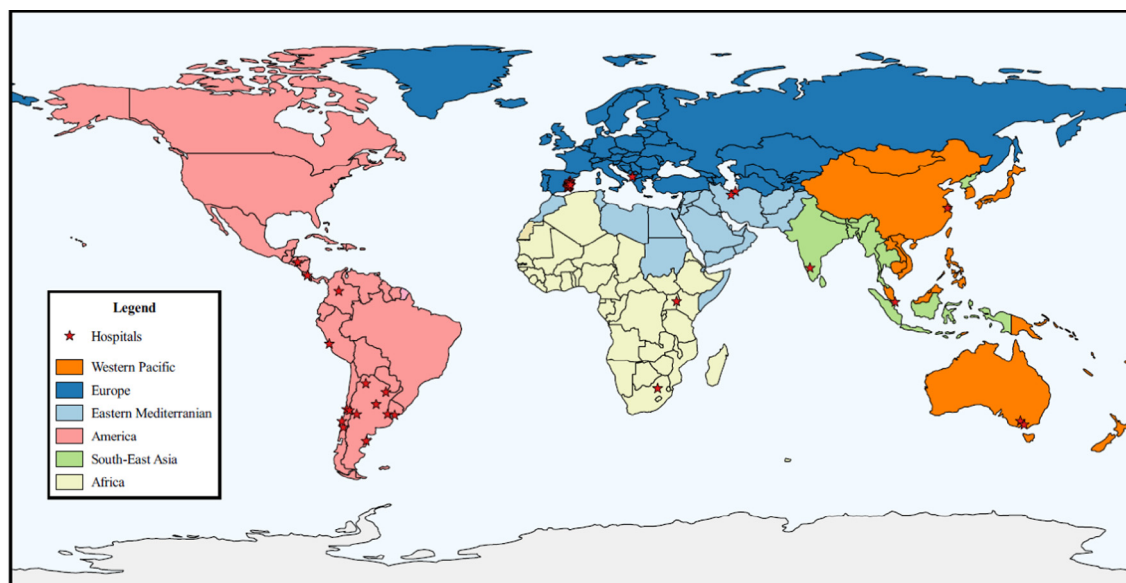 Legend
Hospitals
Western Pacific
Europe
Eastern Mediterranian
America
South-East Asia
Africa